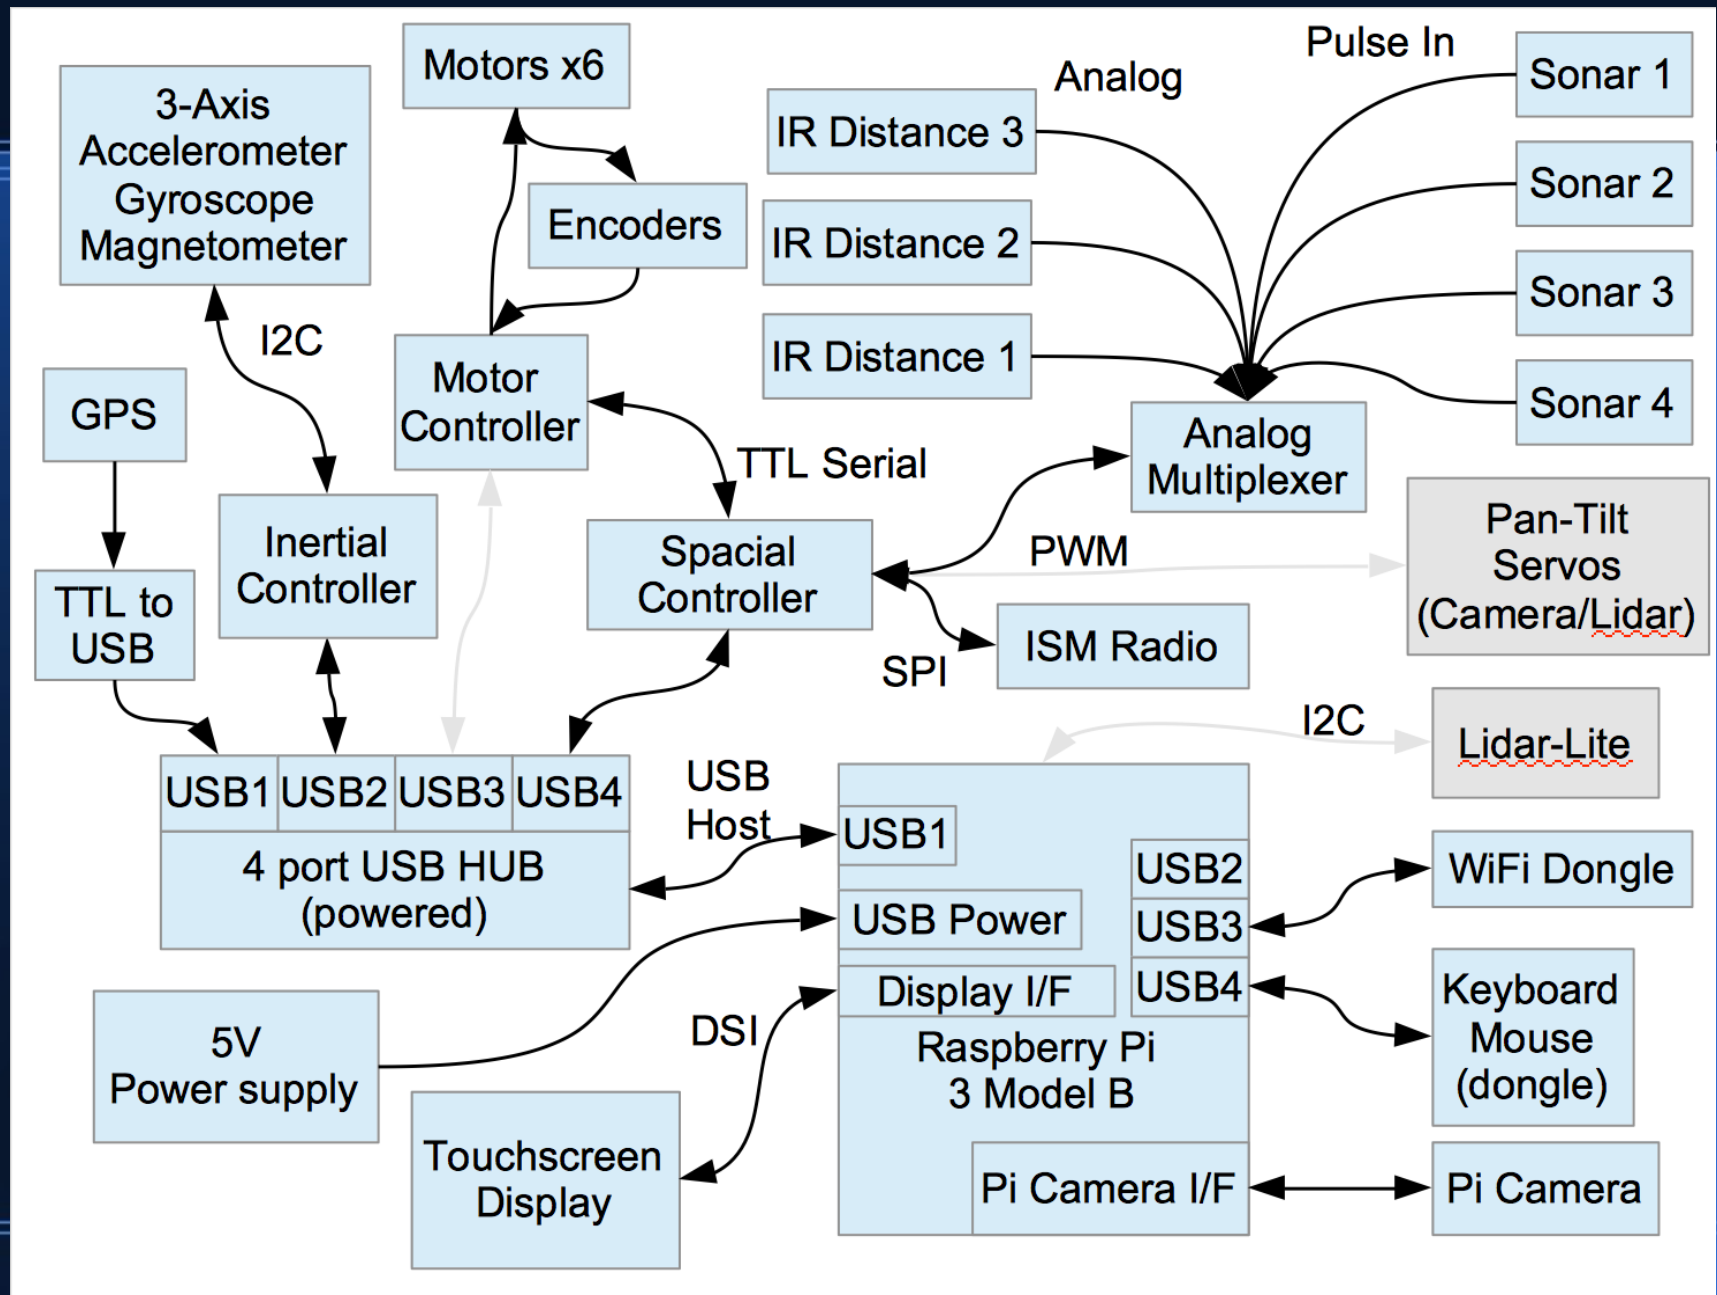 Motors x6
Pulse In
Analog
Sonar 1
3-Axis
Accelerometer
Gyroscope
Magnetometer
IR Distance 3
Sonar 2
Encoders
IR Distance 2
Sonar 3
I2C
IR Distance 1
Motor
Controller
Sonar 4
GPS
Analog
Multiplexer
TTL Serial
Pan-Tilt
Servos
(Camera/Lidar)
Inertial
Controller
Spacial
Controller
PWM
TTL to
USB
ISM Radio
SPI
I2C
Lidar-Lite
USB1
USB2
USB3
USB4
4 port USB HUB
(powered)
USB
Host
USB1
USB2
USB3
USB4
WiFi Dongle
USB Power
Display I/F
Keyboard
Mouse
(dongle)
5V
Power supply
DSI
Raspberry Pi
3 Model B
Touchscreen
Display
Pi Camera I/F
Pi Camera